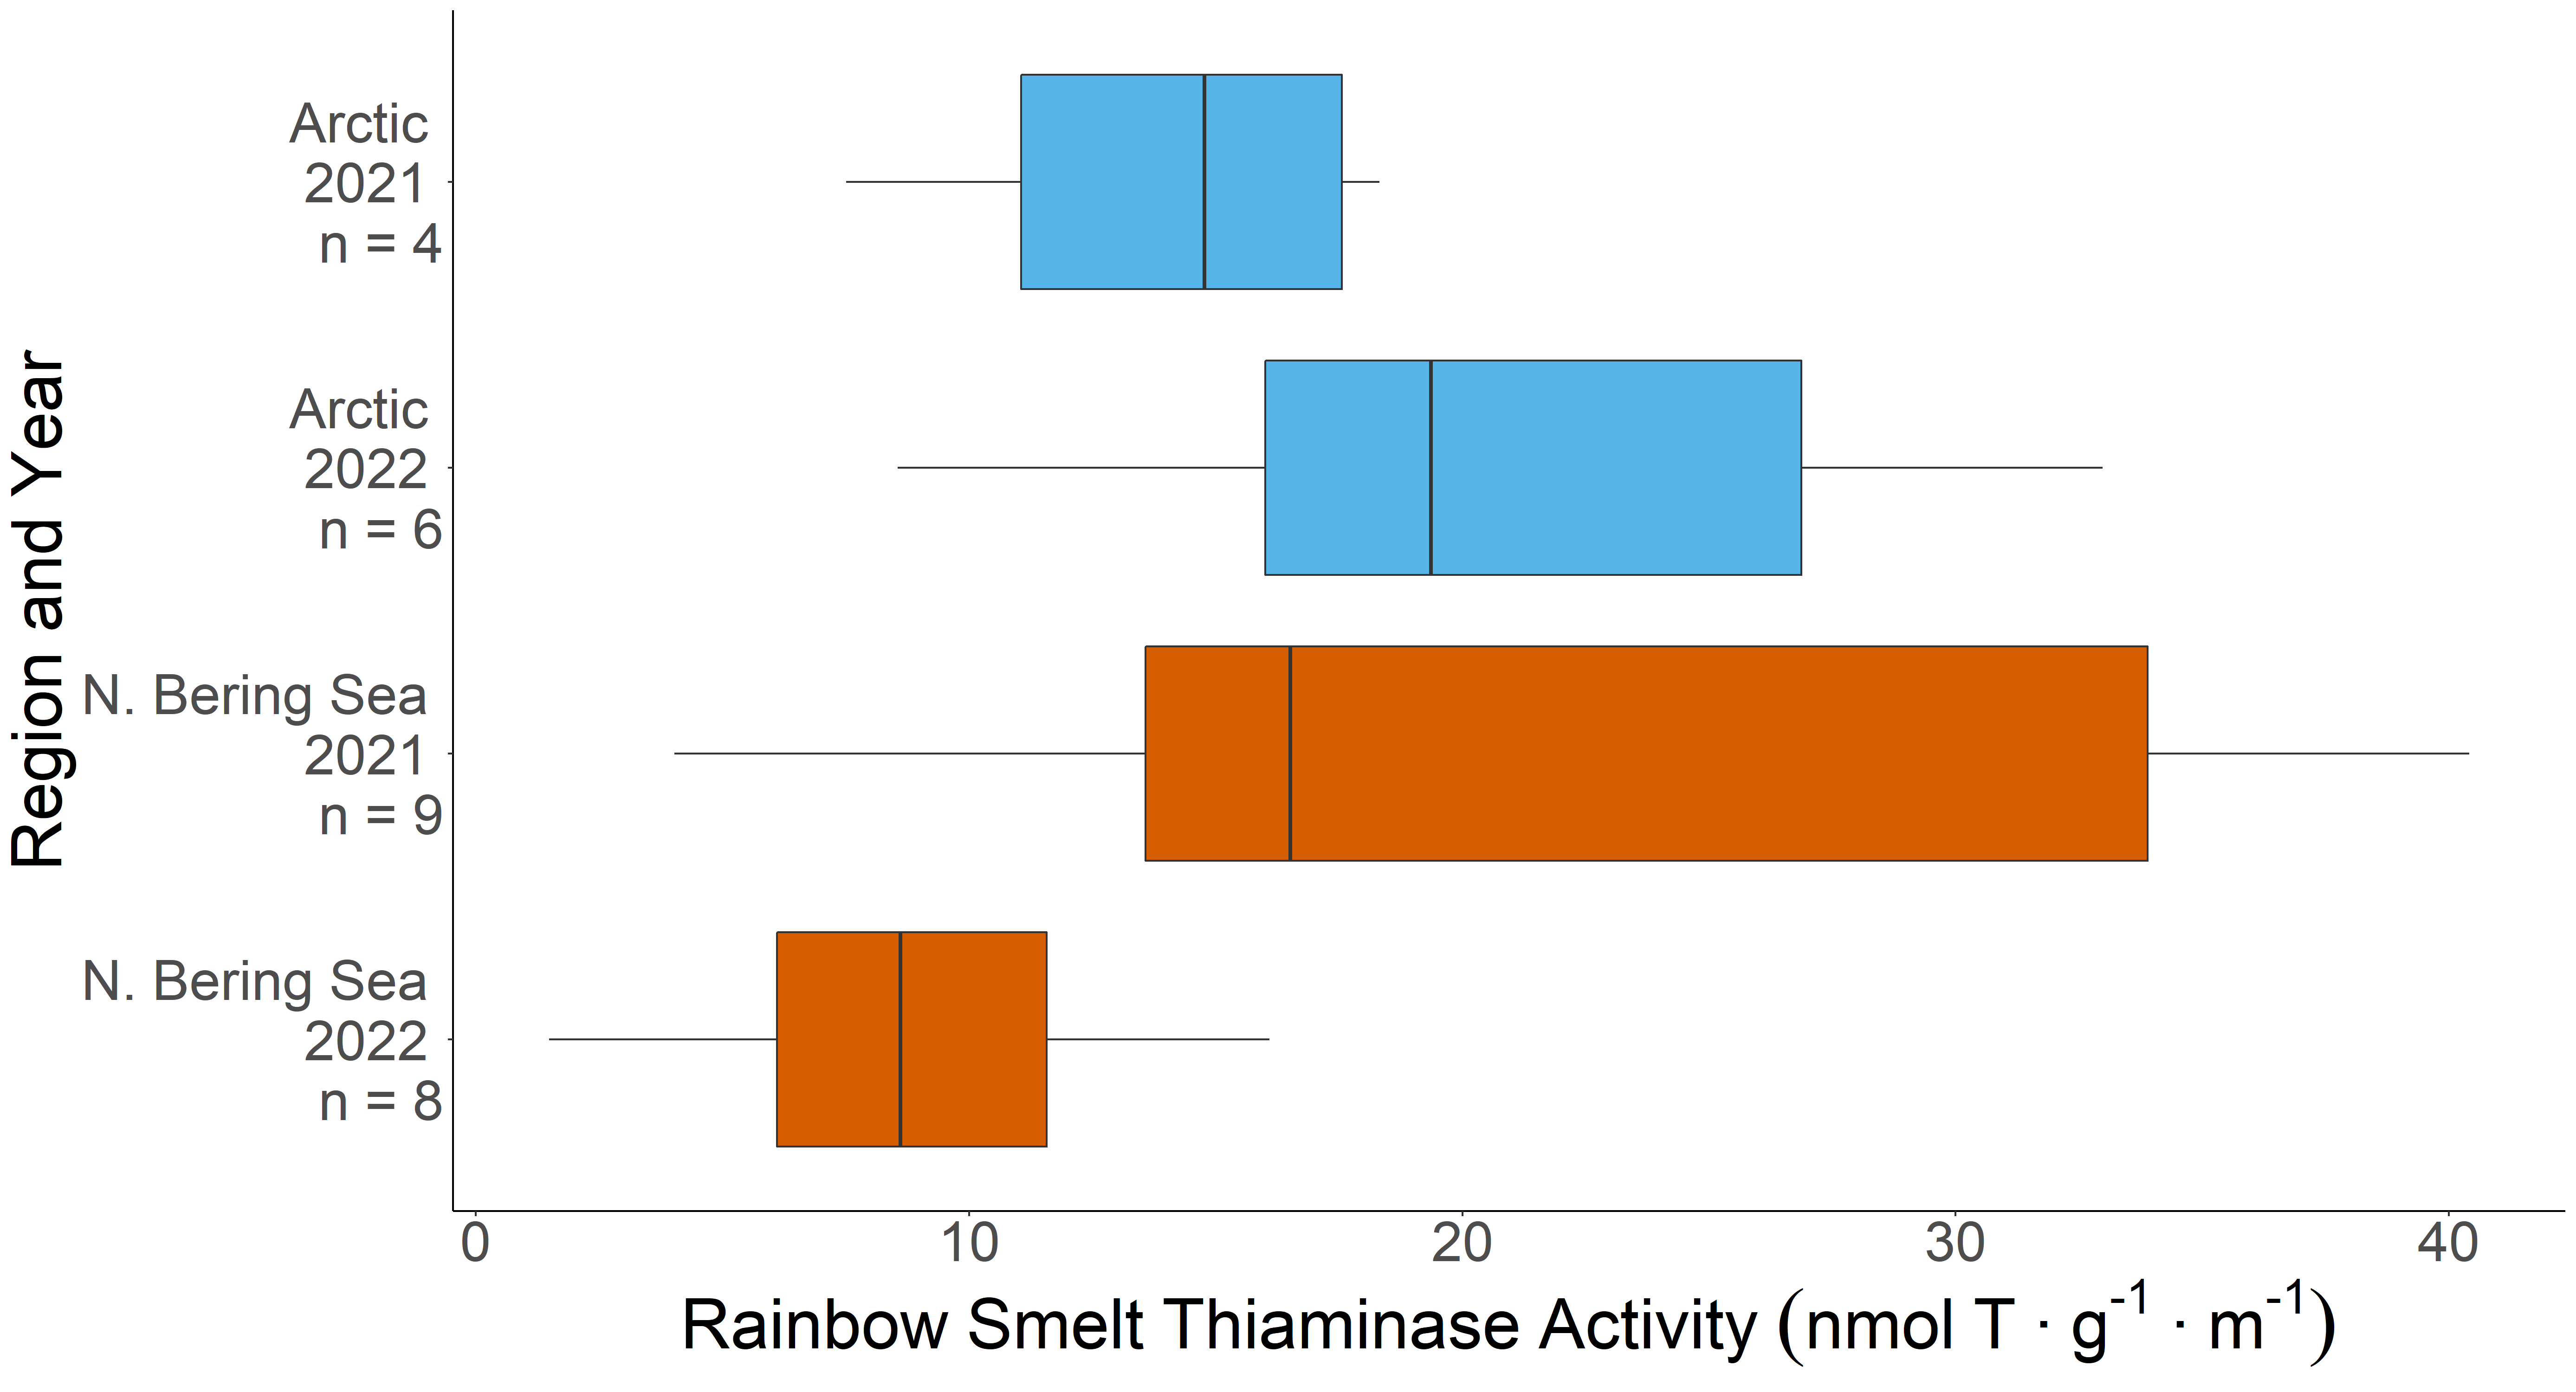 Region and Year
Arctic
2021
n = 4
Arctic
2022
n = 6
N. Bering Sea
2021
n = 9
N. Bering Sea
2022
n = 8
0 10 20 30 40
Rainbow Smelt Thiaminase Activity (nmol T · g⁻¹ · m⁻¹)